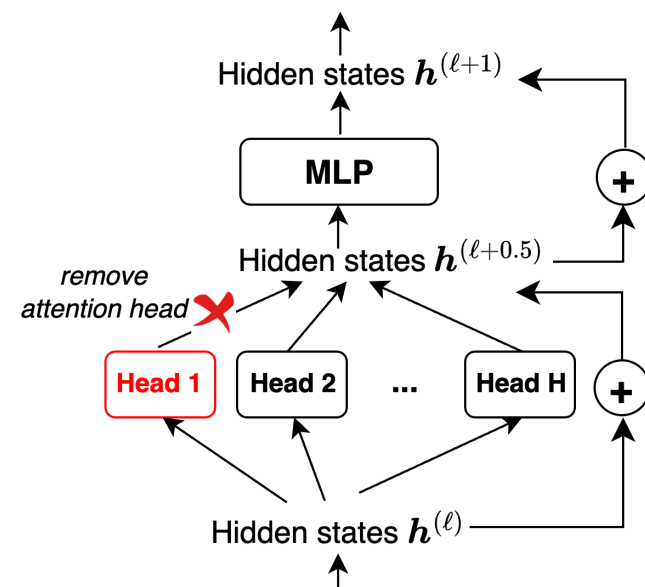 Hidden states h^(ℓ+1)
MLP
+
Hidden states h^(ℓ+0.5)
remove
attention head
Head 1
Head 2
...
Head H
+
Hidden states h^(ℓ)